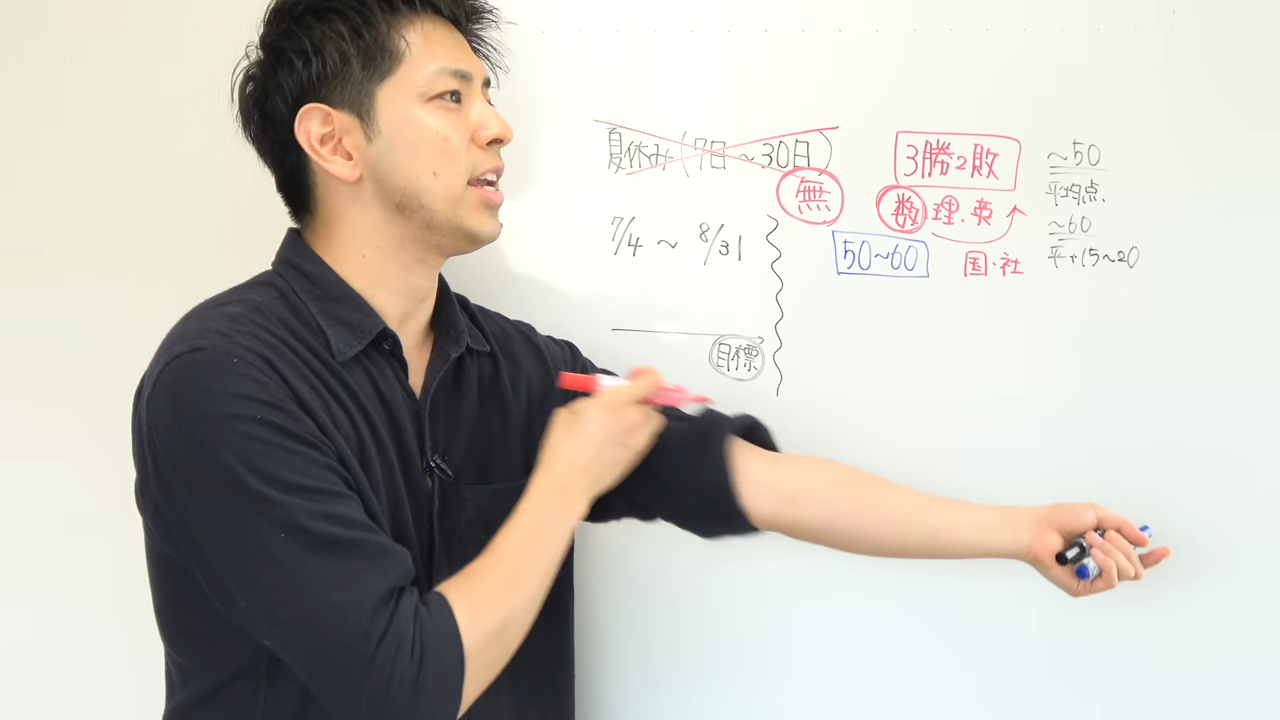 夏休み(7日~30日)
無
7/4 ~ 8/31
目標
3勝2敗
数 理.英
50~60
国・社
~50
平均点.
~60
平+15~20